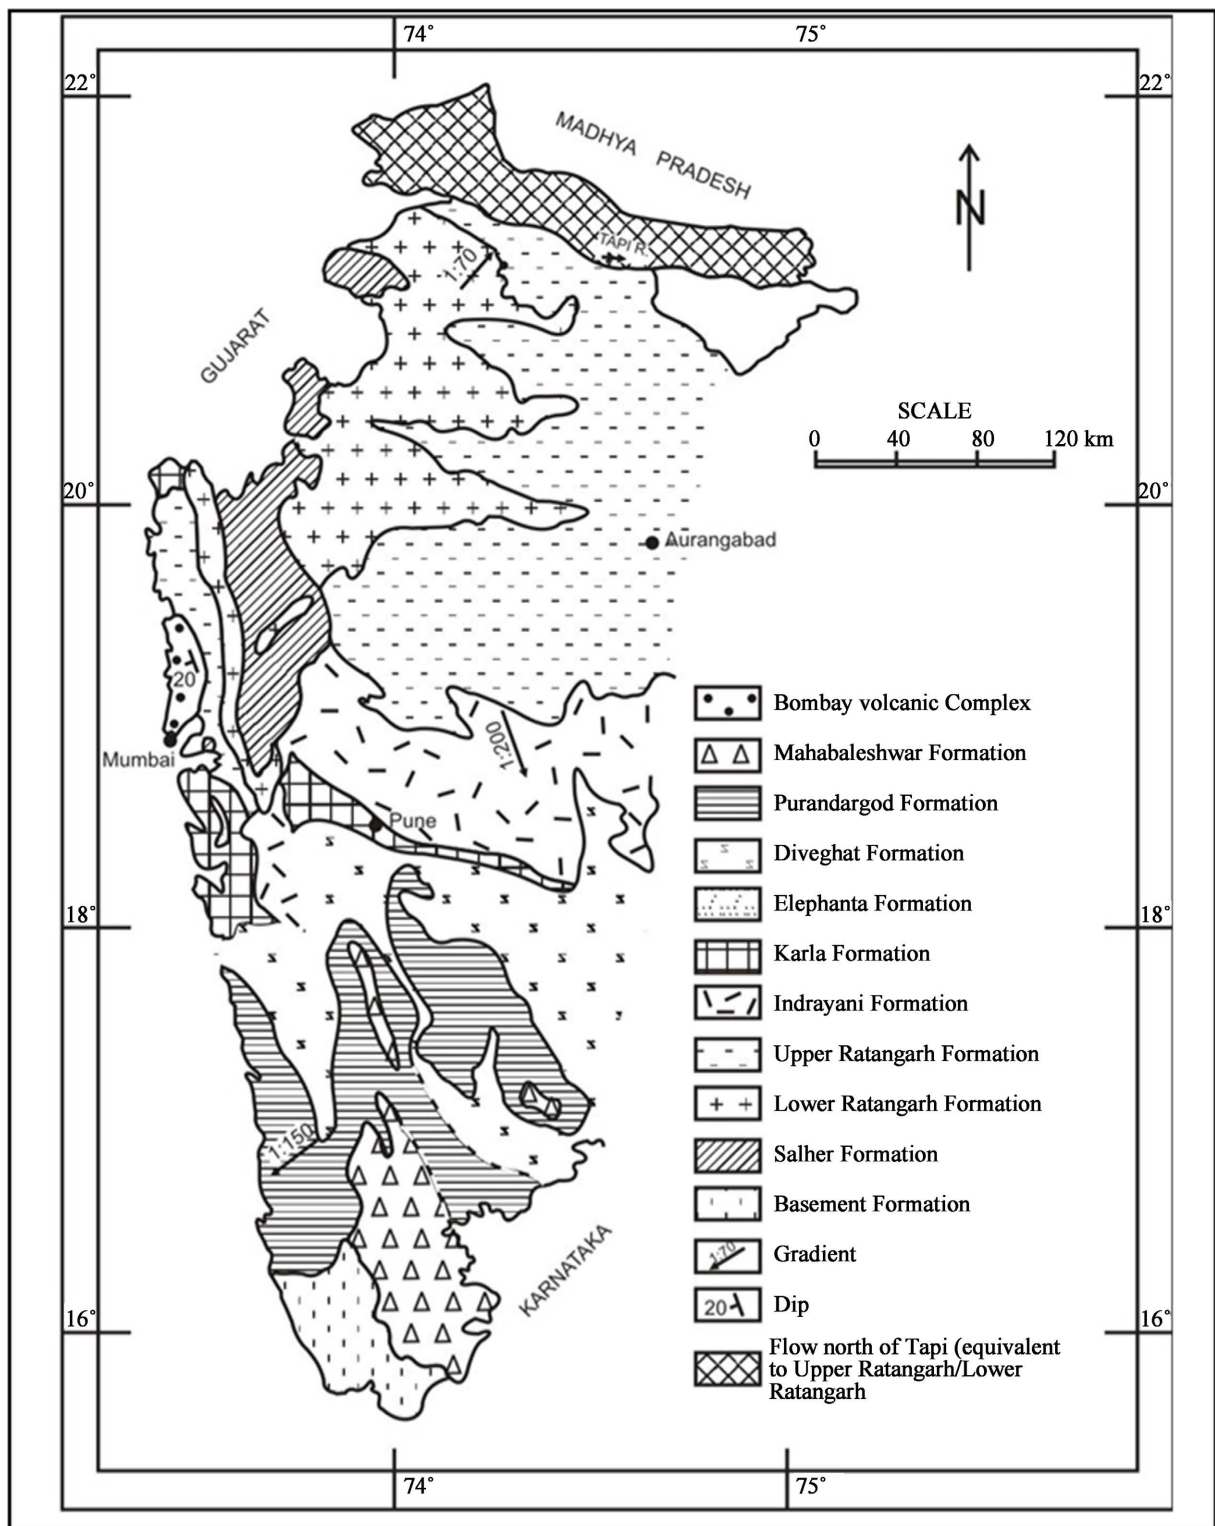 74°
75°
22°
22°
MADHYA PRADESH
N
TAPI R.
1:70
GUJARAT
SCALE
0 40 80 120 km
20°
20°
Aurangabad
20
Mumbai
1:200
Pune
Bombay volcanic Complex
Mahabaleshwar Formation
Purandargod Formation
Diveghat Formation
Elephanta Formation
18°
18°
Karla Formation
Indrayani Formation
Upper Ratangarh Formation
Lower Ratangarh Formation
1:150
Salher Formation
Basement Formation
KARNATAKA
1:70
Gradient
20
Dip
16°
16°
Flow north of Tapi (equivalent
to Upper Ratangarh/Lower
Ratangarh
74°
75°